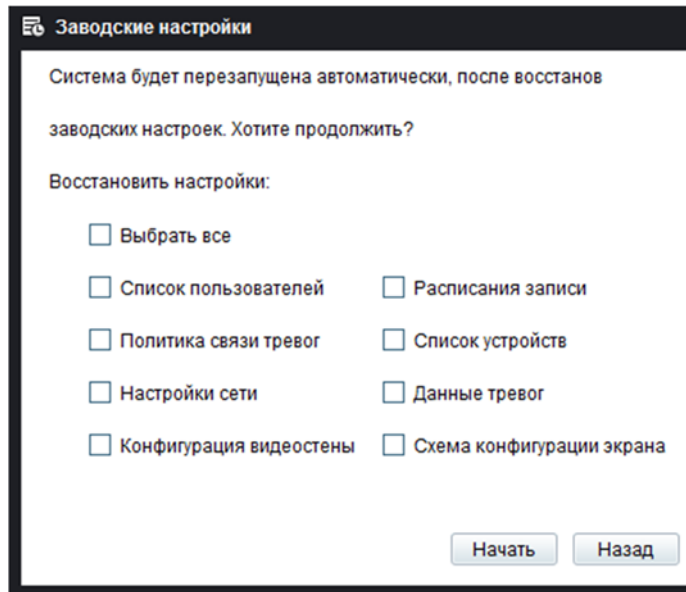 Заводские настройки
Система будет перезапущена автоматически, после восстанов
заводских настроек. Хотите продолжить?
Восстановить настройки:
Выбрать все
Список пользователей Расписания записи
Политика связи тревог Список устройств
Настройки сети Данные тревог
Конфигурация видеостены Схема конфигурации экрана
Начать Назад